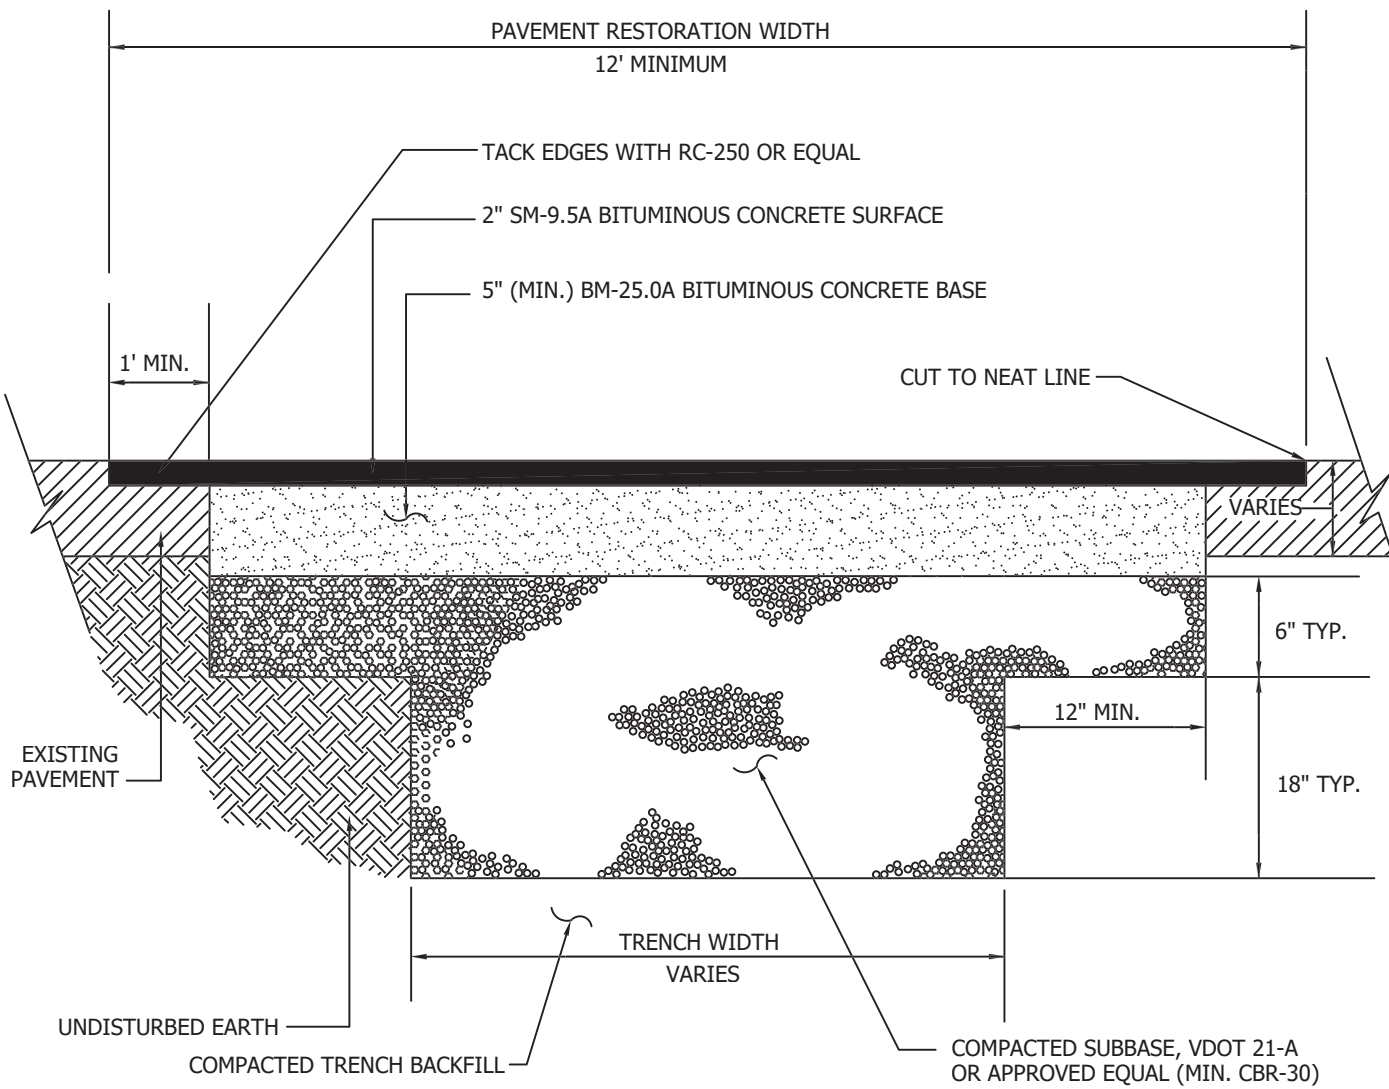 PAVEMENT RESTORATION WIDTH
12' MINIMUM
TACK EDGES WITH RC-250 OR EQUAL
2" SM-9.5A BITUMINOUS CONCRETE SURFACE
5" (MIN.) BM-25.0A BITUMINOUS CONCRETE BASE
1' MIN.
CUT TO NEAT LINE
VARIES
6" TYP.
12" MIN.
EXISTING
PAVEMENT
18" TYP.
TRENCH WIDTH
VARIES
UNDISTURBED EARTH
COMPACTED TRENCH BACKFILL
COMPACTED SUBBASE, VDOT 21-A
OR APPROVED EQUAL (MIN. CBR-30)